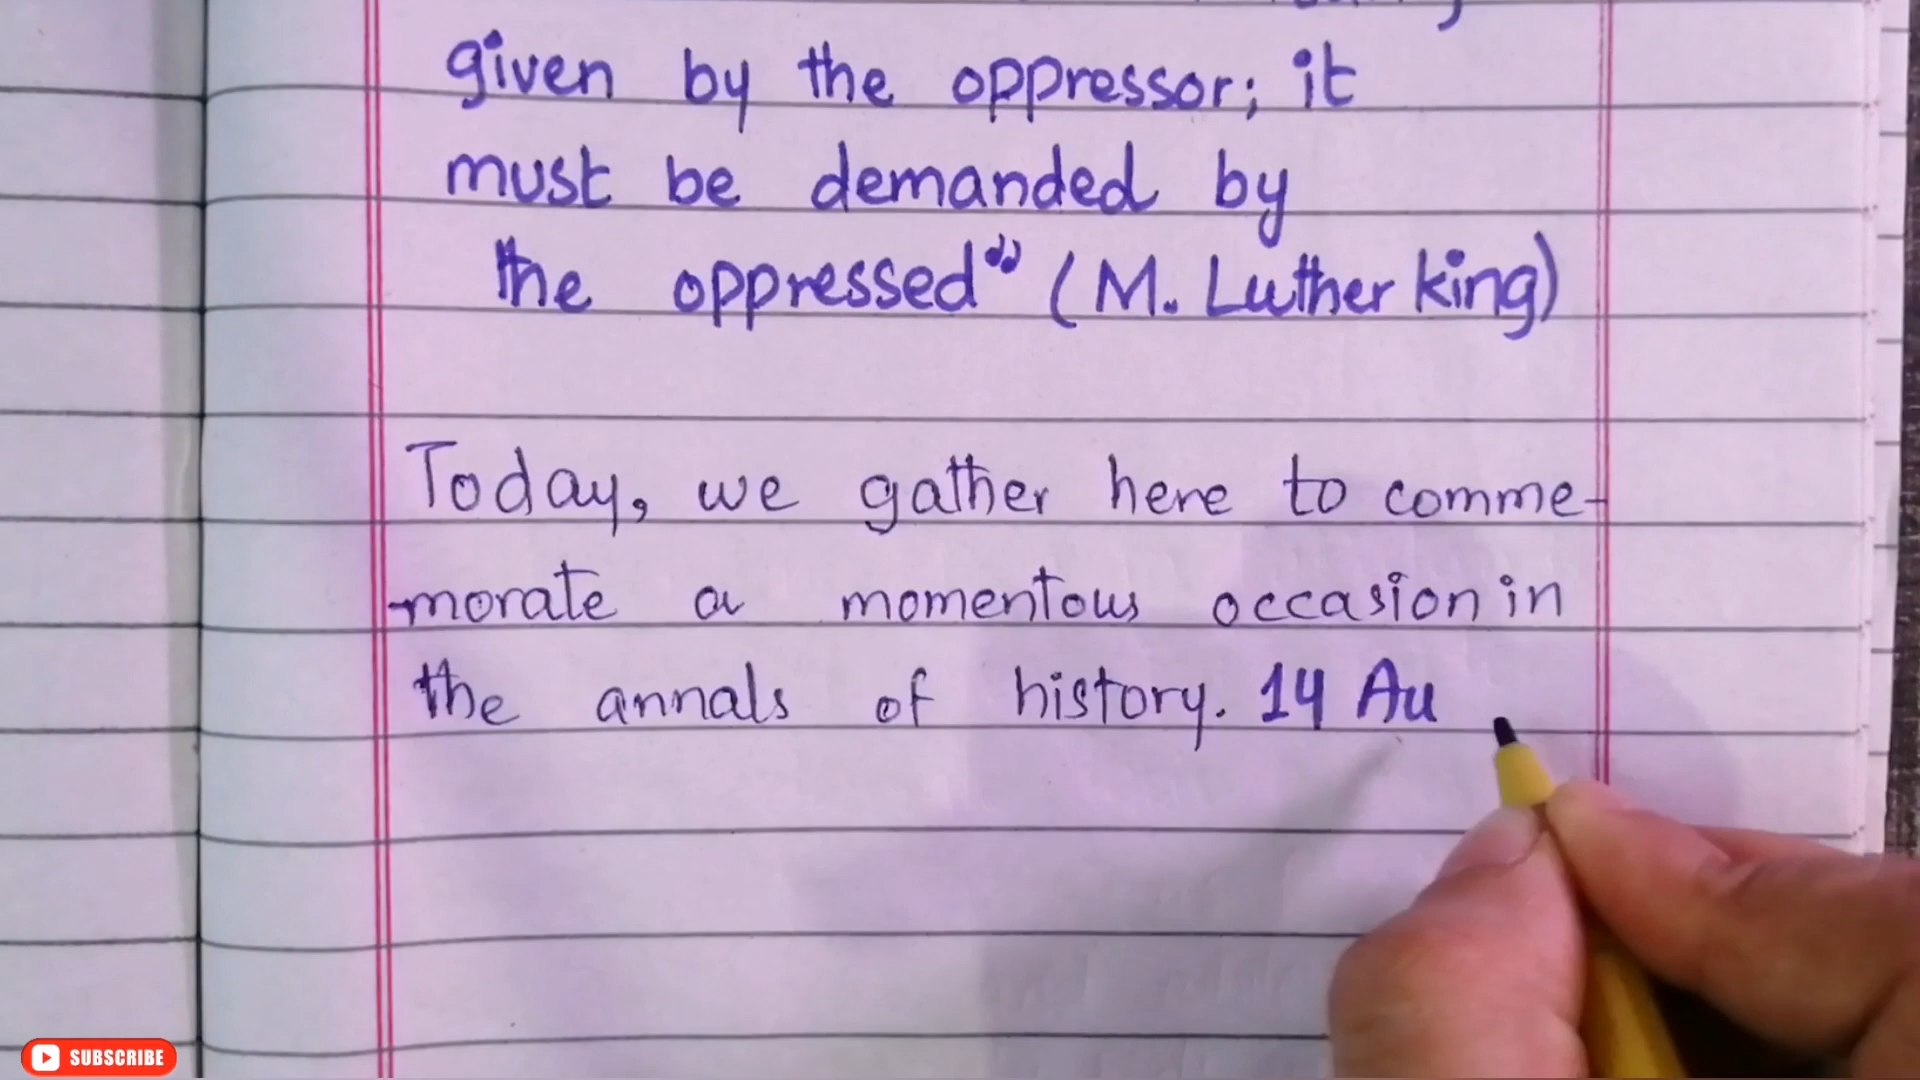 given by the oppressor; it
must be demanded by
the oppressed" (M. Luther king)
Today, we gather here to comme-
-morate a momentous occasion in
the annals of history. 14 Au
SUBSCRIBE